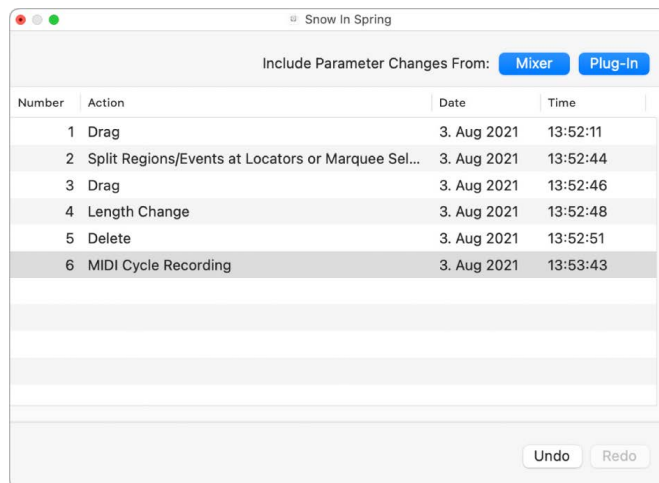 Snow In Spring
Include Parameter Changes From: Mixer Plug-In
Number Action Date Time
1 Drag 3. Aug 2021 13:52:11
2 Split Regions/Events at Locators or Marquee Sel... 3. Aug 2021 13:52:44
3 Drag 3. Aug 2021 13:52:46
4 Length Change 3. Aug 2021 13:52:48
5 Delete 3. Aug 2021 13:52:51
6 MIDI Cycle Recording 3. Aug 2021 13:53:43
Undo Redo